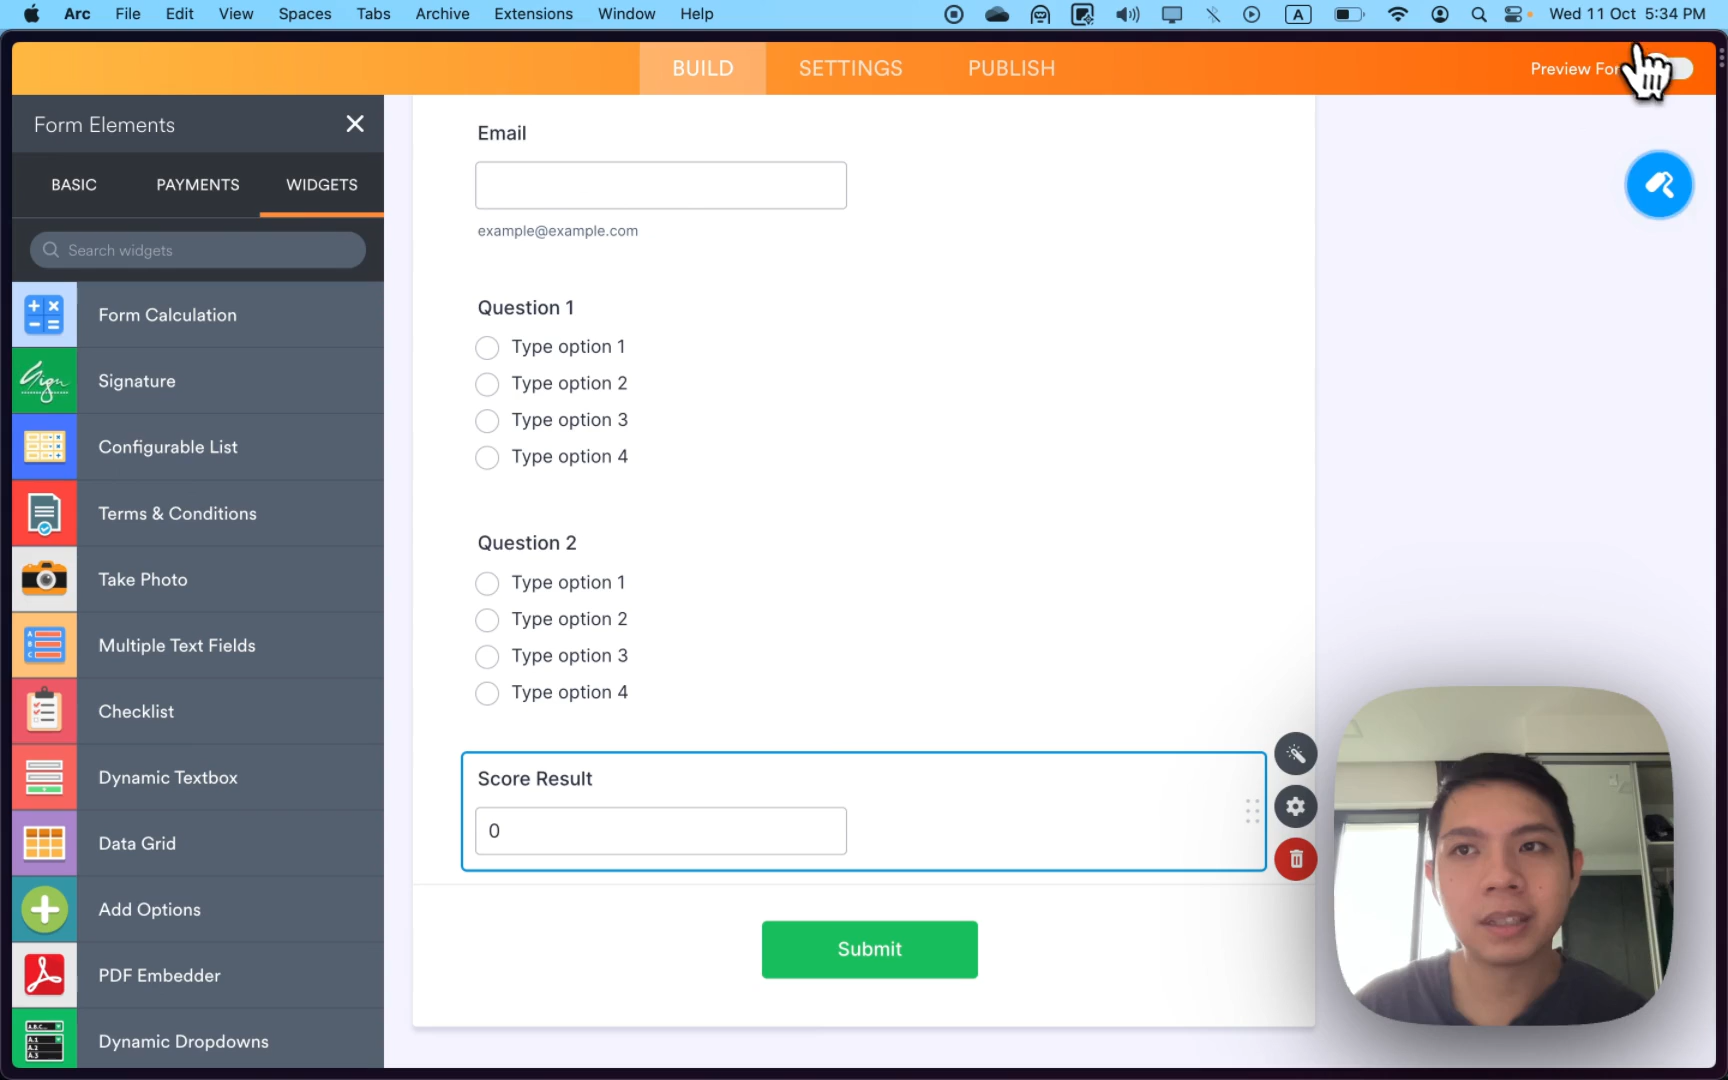 Arc File Edit View Spaces Tabs Archive Extensions Window Help A Wed 11 Oct 5:34 PM
BUILD SETTINGS PUBLISH Preview For
Form Elements
BASIC PAYMENTS WIDGETS
Search widgets
Form Calculation
Sign
Signature
Configurable List
Terms & Conditions
Take Photo
Multiple Text Fields
Checklist
Dynamic Textbox
Data Grid
Add Options
PDF Embedder
Dynamic Dropdowns
Email
example@example.com
Question 1
Type option 1
Type option 2
Type option 3
Type option 4
Question 2
Type option 1
Type option 2
Type option 3
Type option 4
Score Result
0
Submit